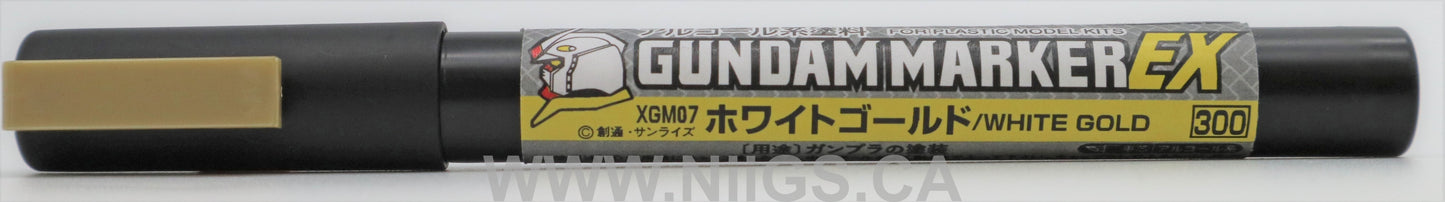 アルコール系塗料 FOR PLASTIC MODEL KITS
GUNDAM MARKER EX
XGM07 ホワイトゴールド/WHITE GOLD 300
©創通・サンライズ
〔用途〕ガンプラの塗装
WWW.NIIGS.CA